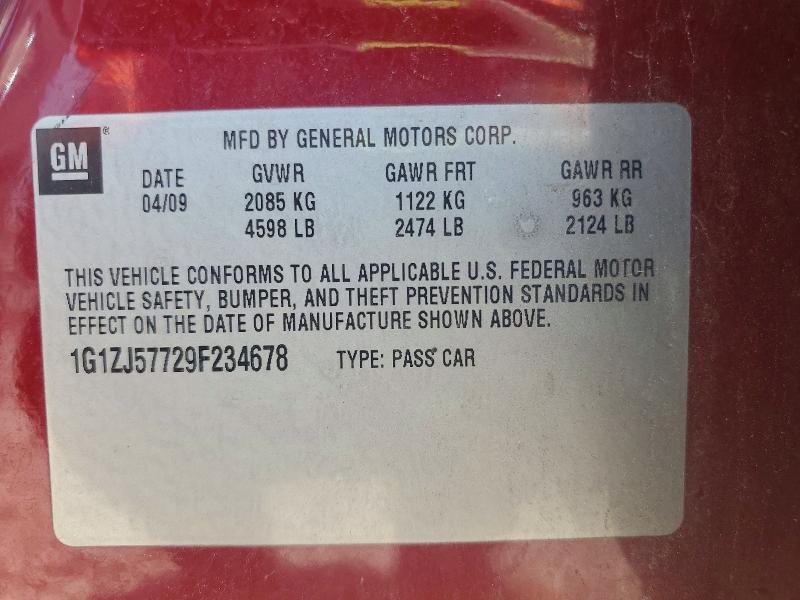 GM
MFD BY GENERAL MOTORS CORP.
DATE GVWR GAWR FRT GAWR RR
04/09 2085 KG 1122 KG 963 KG
4598 LB 2474 LB 2124 LB
THIS VEHICLE CONFORMS TO ALL APPLICABLE U.S. FEDERAL MOTOR
VEHICLE SAFETY, BUMPER, AND THEFT PREVENTION STANDARDS IN
EFFECT ON THE DATE OF MANUFACTURE SHOWN ABOVE.
1G1ZJ57729F234678 TYPE: PASS CAR